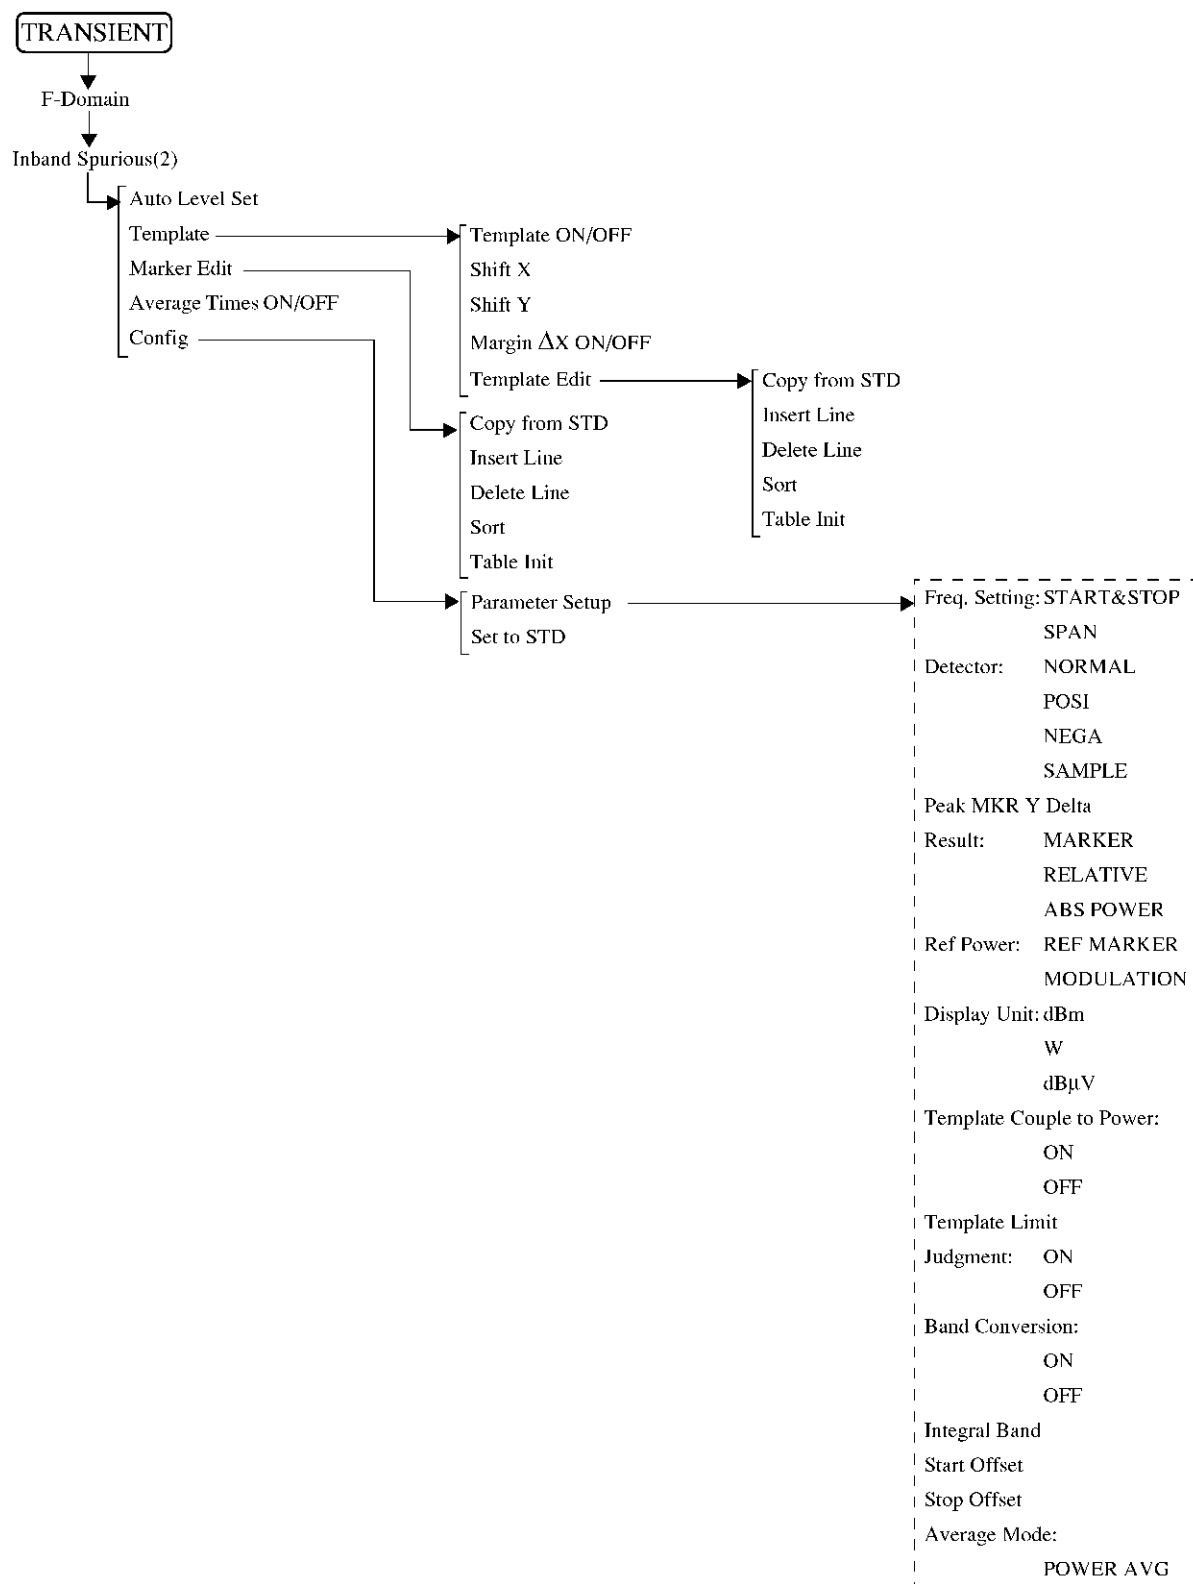 TRANSIENT
F-Domain
Inband Spurious(2)
Auto Level Set
Template
Marker Edit
Average Times ON/OFF
Config
Template ON/OFF
Shift X
Shift Y
Margin ΔX ON/OFF
Template Edit
Copy from STD
Insert Line
Delete Line
Sort
Table Init
Copy from STD
Insert Line
Delete Line
Sort
Table Init
Parameter Setup
Set to STD
Freq. Setting: START&STOP
SPAN
Detector: NORMAL
POSI
NEGA
SAMPLE
Peak MKR Y Delta
Result: MARKER
RELATIVE
ABS POWER
Ref Power: REF MARKER
MODULATION
Display Unit: dBm
W
dBµV
Template Couple to Power:
ON
OFF
Template Limit
Judgment: ON
OFF
Band Conversion:
ON
OFF
Integral Band
Start Offset
Stop Offset
Average Mode:
POWER AVG